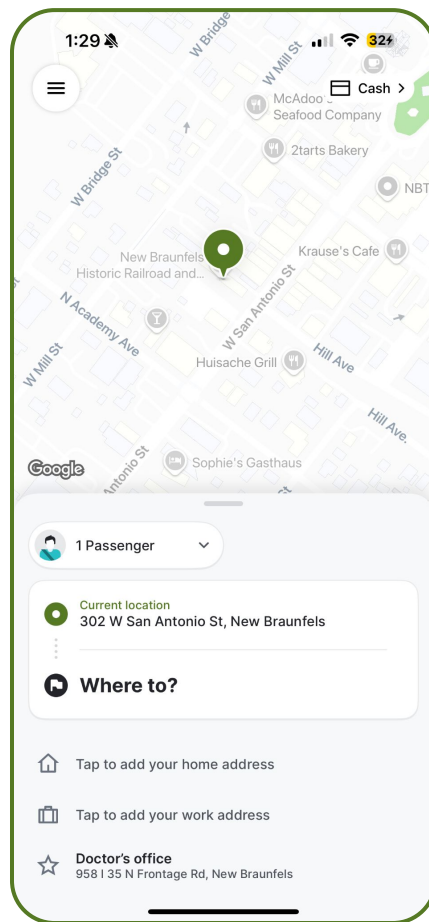 1:29
32
W Bridge
W Mill St
Cash
McAdoo's
Seafood Company
2tarts Bakery
W Bridge St
NBT
New Braunfels
Historic Railroad and...
Krause's Cafe
W San Antonio St
N Academy Ave
W Mill St
Huisache Grill
Hill Ave
Hill Ave.
Google
Antonio St
Sophie's Gasthaus
St
1 Passenger
Current location
302 W San Antonio St, New Braunfels
Where to?
Tap to add your home address
Tap to add your work address
Doctor's office
958 I 35 N Frontage Rd, New Braunfels